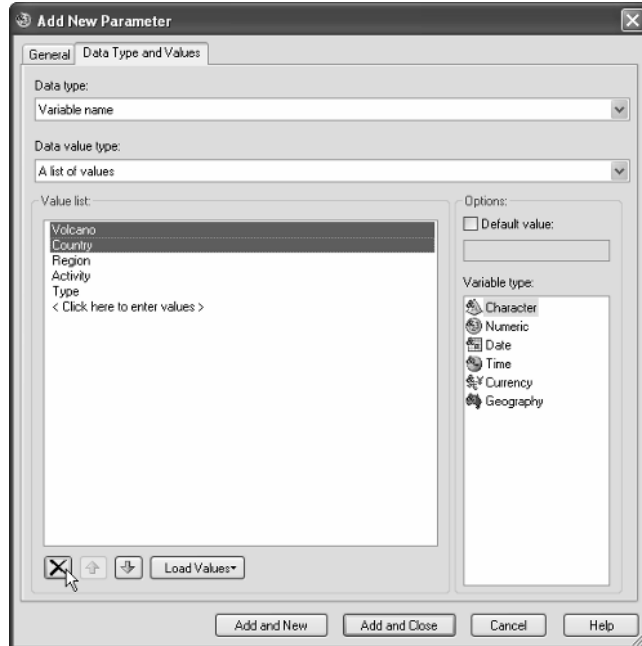 Add New Parameter
General
Data Type and Values
Data type:
Variable name
Data value type:
A list of values
Value list:
Volcano
Country
Region
Activity
Type
< Click here to enter values >
Options:
Default value:
Variable type:
Character
Numeric
Date
Time
Currency
Geography
Load Values
Add and New
Add and Close
Cancel
Help